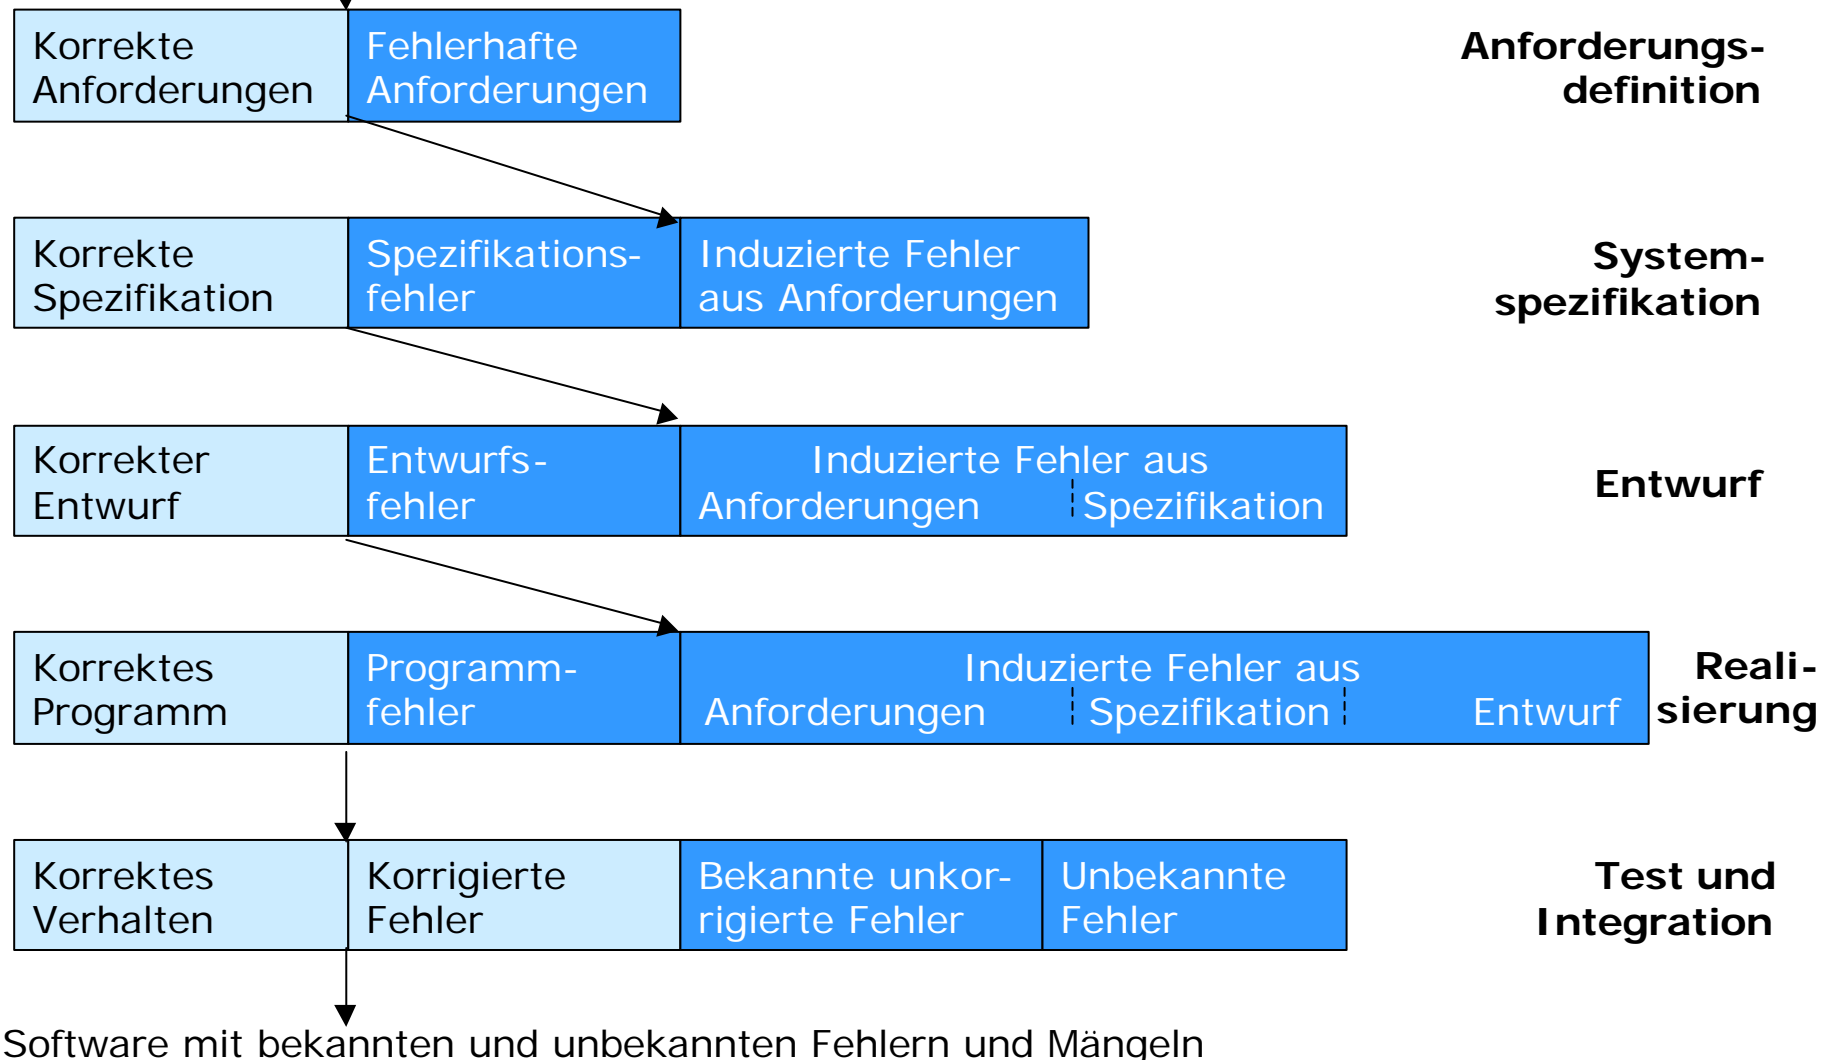 Korrekte
Anforderungen
Fehlerhafte
Anforderungen
Anforderungs-
definition
Korrekte
Spezifikation
Spezifikations-
fehler
Induzierte Fehler
aus Anforderungen
System-
spezifikation
Korrekter
Entwurf
Entwurfs-
fehler
Induzierte Fehler aus
Anforderungen
Spezifikation
Entwurf
Korrektes
Programm
Programm-
fehler
Induzierte Fehler aus
Anforderungen
Spezifikation
Entwurf
Reali-
sierung
Korrektes
Verhalten
Korrigierte
Fehler
Bekannte unkor-
rigierte Fehler
Unbekannte
Fehler
Test und
Integration
Software mit bekannten und unbekannten Fehlern und Mängeln